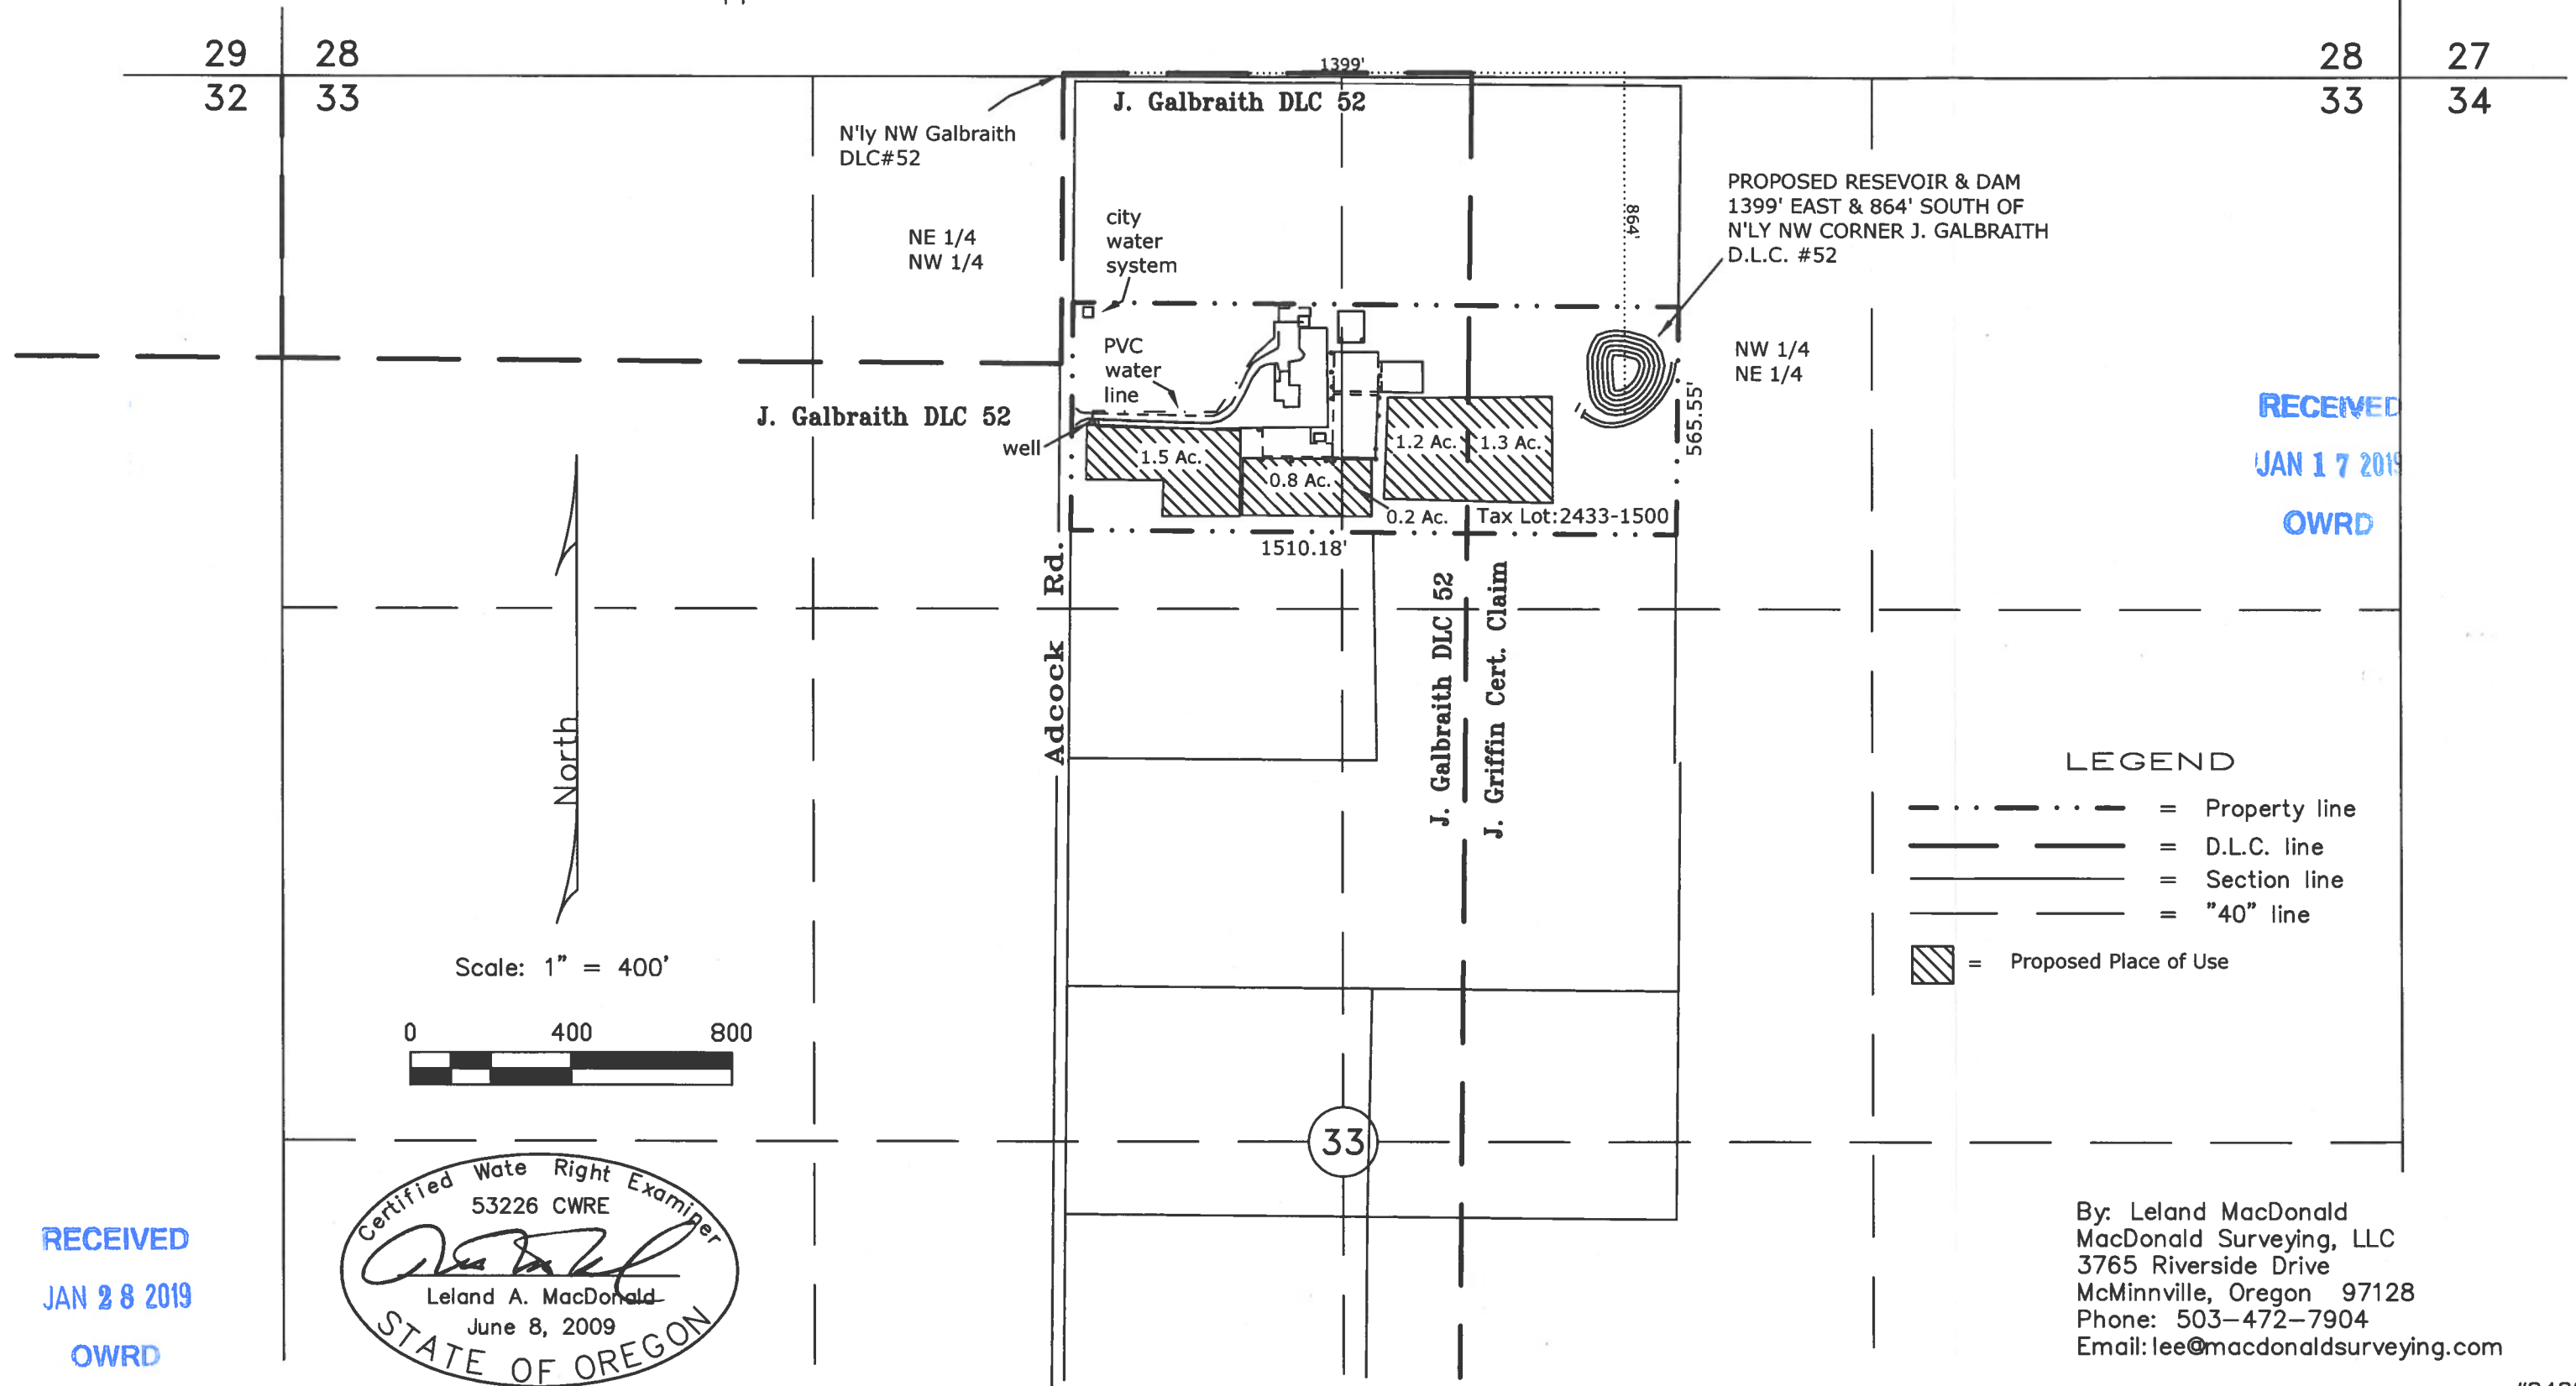 29
28
28
27
32
33
33
34
1399'
J. Galbraith DLC 52
N'ly NW Galbraith
DLC#52
NE 1/4
NW 1/4
city
water
system
864'
PROPOSED RESEVOIR & DAM
1399' EAST & 864' SOUTH OF
N'LY NW CORNER J. GALBRAITH
D.L.C. #52
PVC
water
line
NW 1/4
NE 1/4
J. Galbraith DLC 52
well
1.5 Ac.
0.8 Ac.
1.2 Ac.
1.3 Ac.
0.2 Ac.
Tax Lot:2433-1500
565.55'
1510.18'
RECEIVED
JAN 17 2019
OWRD
Adcock Rd.
J. Galbraith DLC 52
J. Griffin Cert. Claim
North
Scale: 1" = 400'
0 400 800
LEGEND
= Property line
= D.L.C. line
= Section line
= "40" line
= Proposed Place of Use
33
RECEIVED
JAN 28 2019
OWRD
Certified Wate Right Examiner
53226 CWRE
Leland A. MacDonald
June 8, 2009
STATE OF OREGON
By: Leland MacDonald
MacDonald Surveying, LLC
3765 Riverside Drive
McMinnville, Oregon 97128
Phone: 503-472-7904
Email: lee@macdonaldsurveying.com